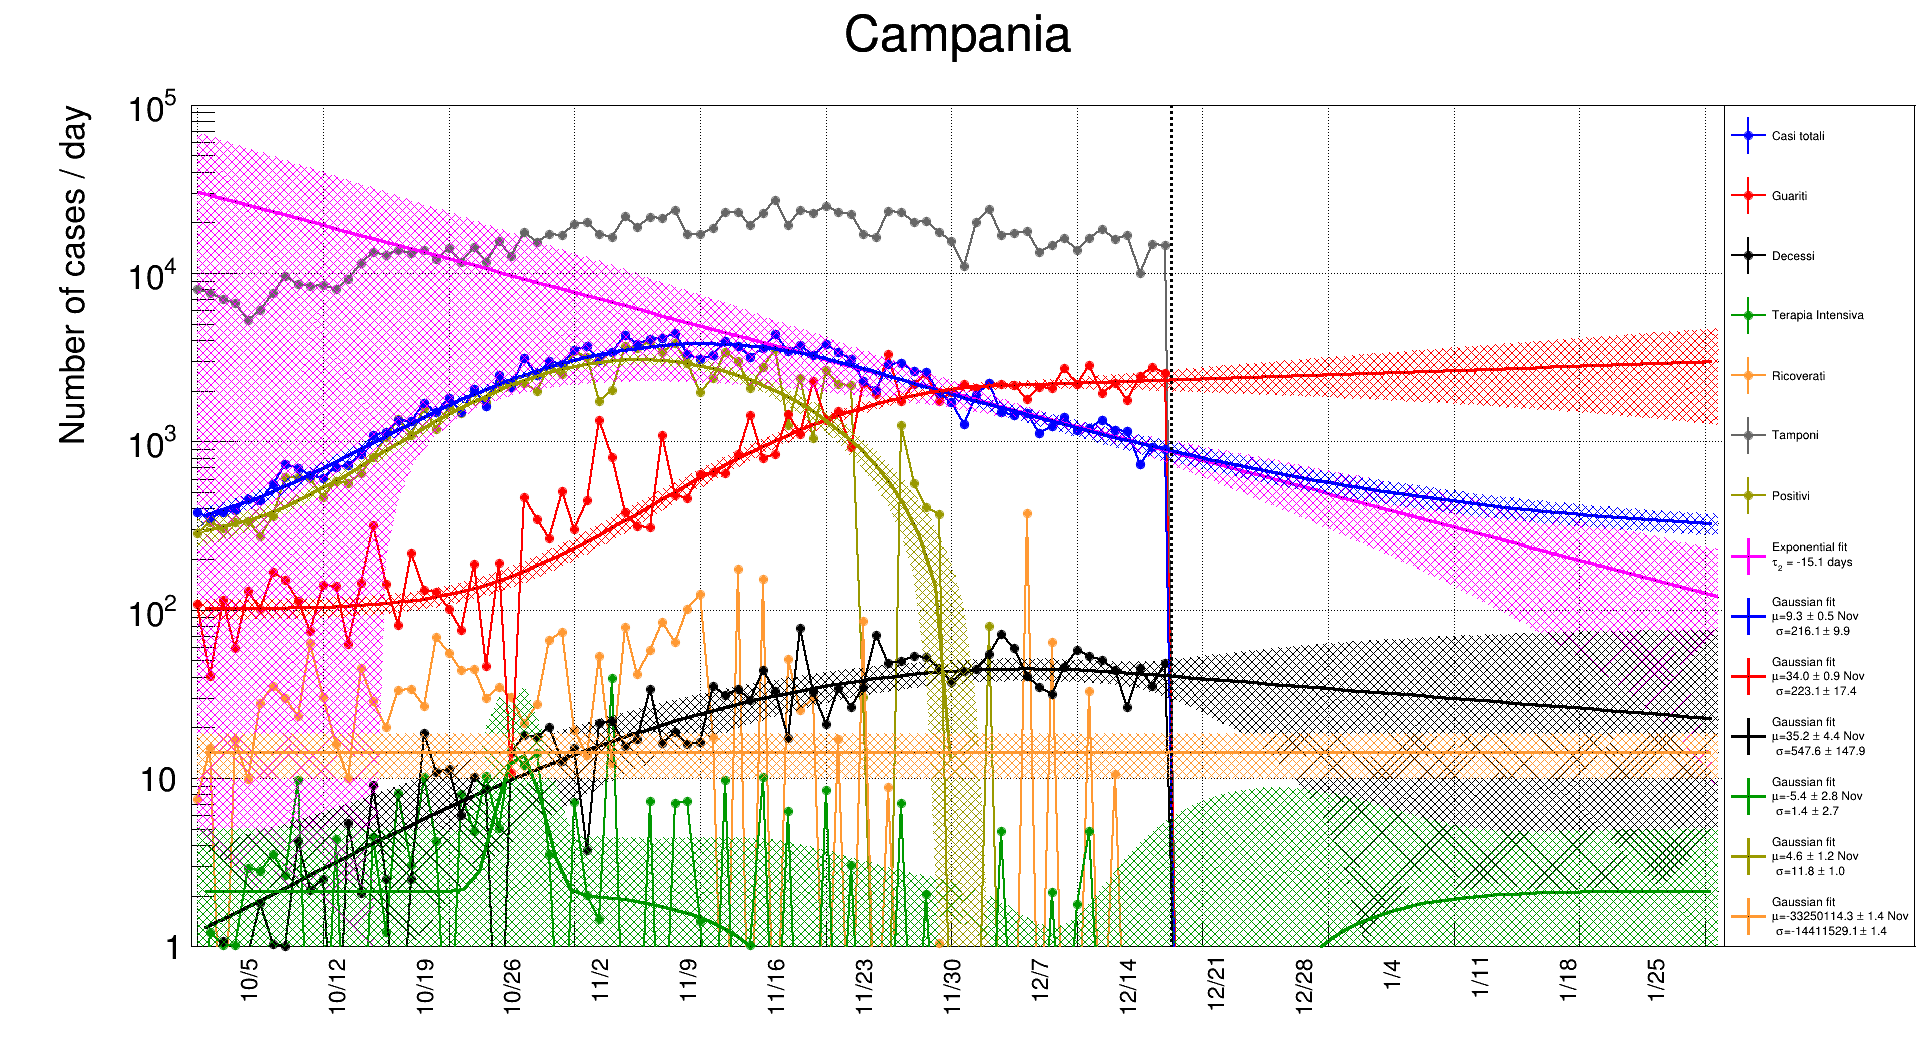 Campania
Number of cases / day
10^5
10^4
10^3
10^2
10
1
10/5 10/12 10/19 10/26 11/2 11/9 11/16 11/23 11/30 12/7 12/14 12/21 12/28 1/4 1/11 1/18 1/25
Casi totali
Guariti
Decessi
Terapia Intensiva
Ricoverati
Tamponi
Positivi
Exponential fit
τ₂ = -15.1 days
Gaussian fit
μ=9.3 ± 0.5 Nov
σ=216.1 ± 9.9
Gaussian fit
μ=34.0 ± 0.9 Nov
σ=223.1 ± 17.4
Gaussian fit
μ=35.2 ± 4.4 Nov
σ=547.6 ± 147.9
Gaussian fit
μ=-5.4 ± 2.8 Nov
σ=1.4 ± 2.7
Gaussian fit
μ=4.6 ± 1.2 Nov
σ=11.8 ± 1.0
Gaussian fit
μ=-33250114.3 ± 1.4 Nov
σ=-14411529.1 ± 1.4